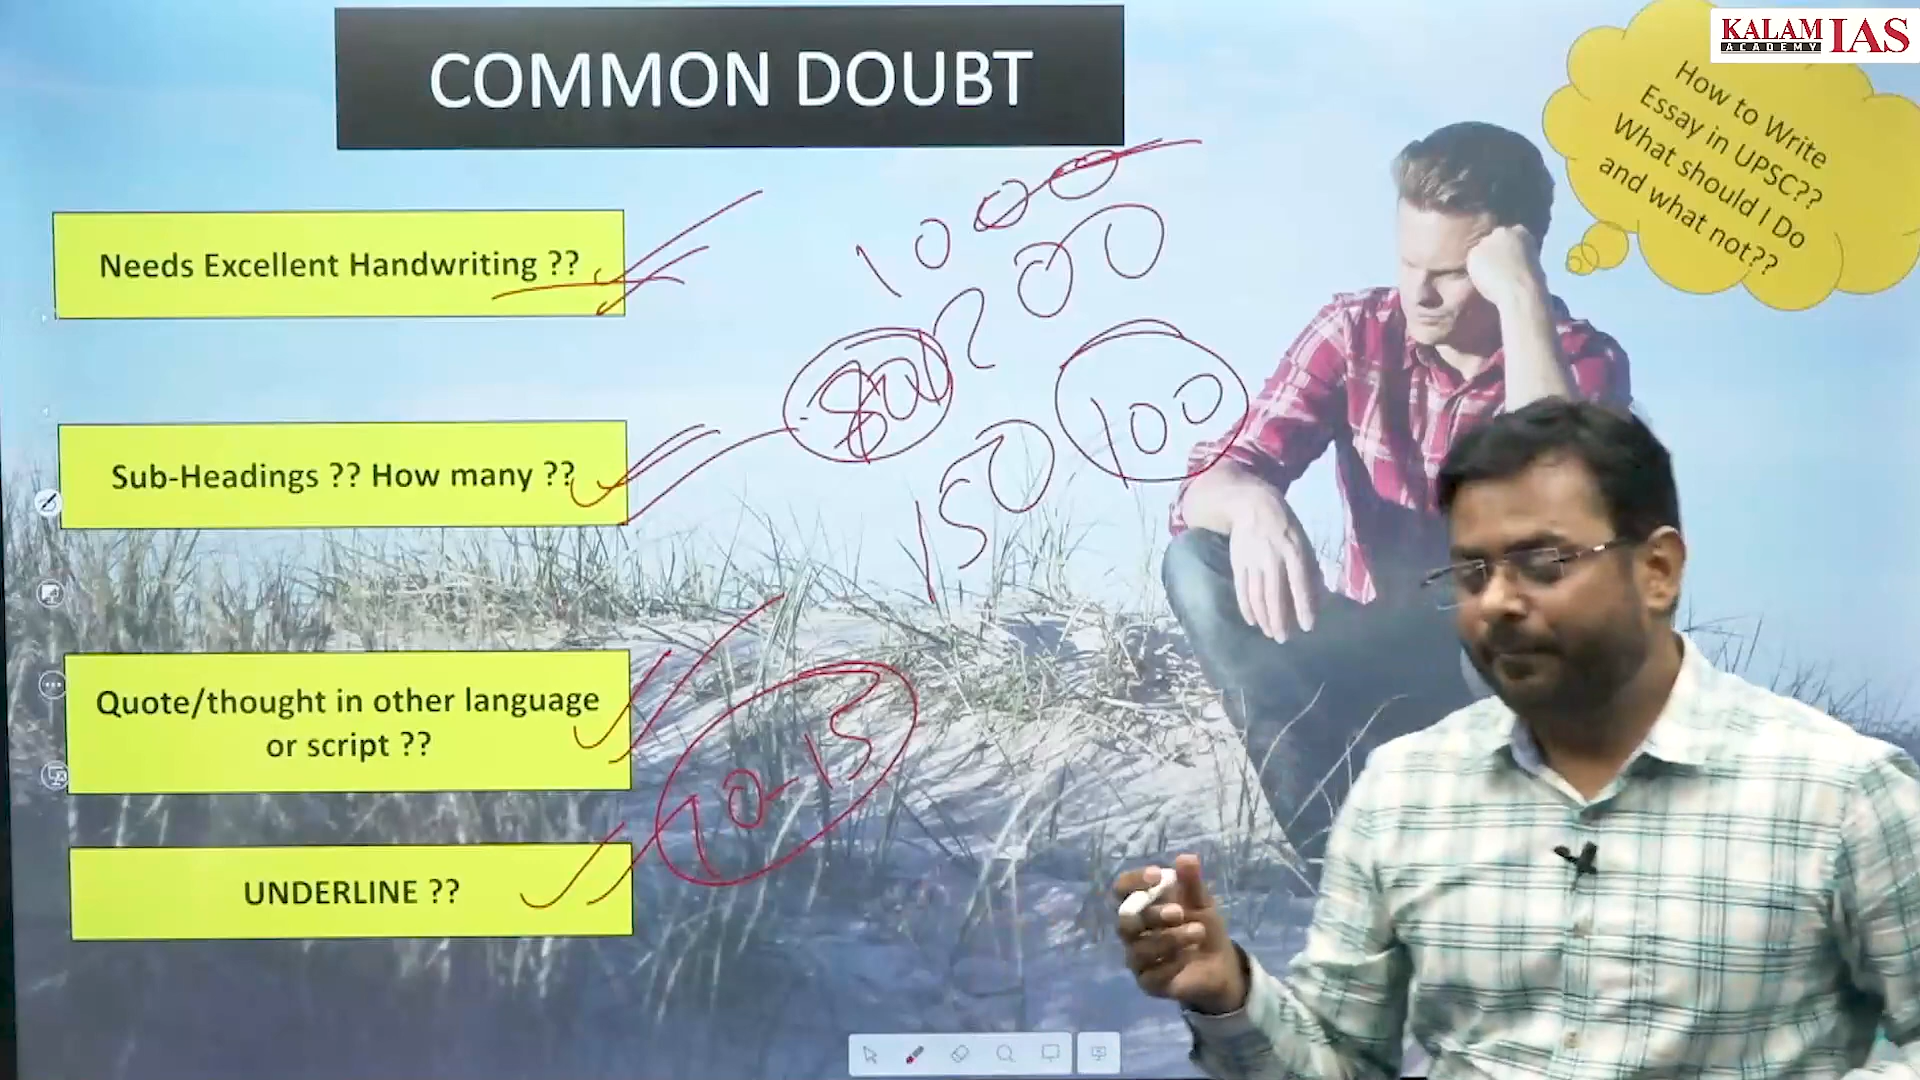 COMMON DOUBT
KALAM IAS
ACADEMY
How to Write
Essay in UPSC??
What should I Do
and what not??
Needs Excellent Handwriting ??
1000
800
100
150
Sub-Headings ?? How many ??
Quote/thought in other language
or script ??
10-15
UNDERLINE ??